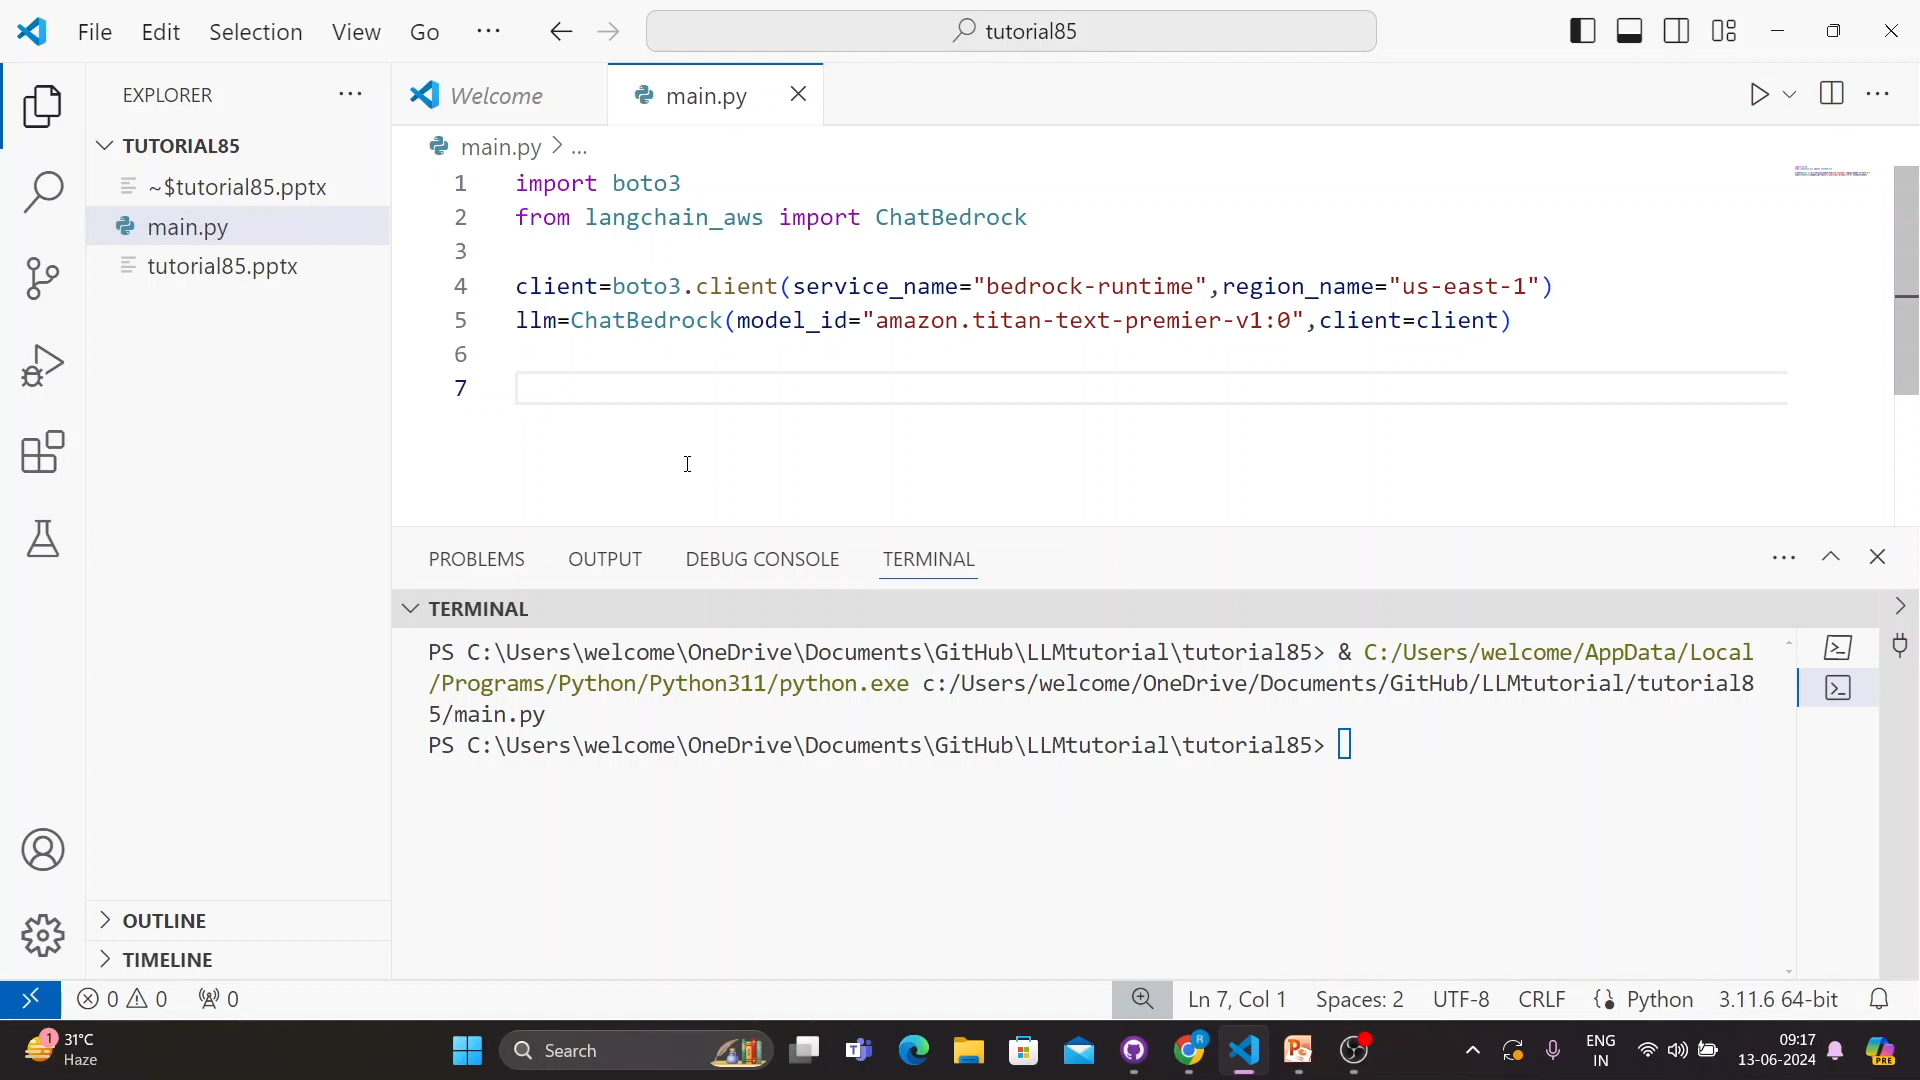 File Edit Selection View Go ··· tutorial85
EXPLORER ···
TUTORIAL85
~$tutorial85.pptx
main.py
tutorial85.pptx
OUTLINE
TIMELINE
Welcome main.py
main.py > ...
1 import boto3
2 from langchain_aws import ChatBedrock
3
4 client=boto3.client(service_name="bedrock-runtime",region_name="us-east-1")
5 llm=ChatBedrock(model_id="amazon.titan-text-premier-v1:0",client=client)
6
7
PROBLEMS OUTPUT DEBUG CONSOLE TERMINAL
TERMINAL
PS C:\Users\welcome\OneDrive\Documents\GitHub\LLMtutorial\tutorial85> & C:/Users/welcome/AppData/Local
/Programs/Python/Python311/python.exe c:/Users/welcome/OneDrive/Documents/GitHub/LLMtutorial/tutorial8
5/main.py
PS C:\Users\welcome\OneDrive\Documents\GitHub\LLMtutorial\tutorial85>
0 0 0 Ln 7, Col 1 Spaces: 2 UTF-8 CRLF Python 3.11.6 64-bit
1 31°C
Haze
Search
R
PRE
ENG
IN
09:17
13-06-2024